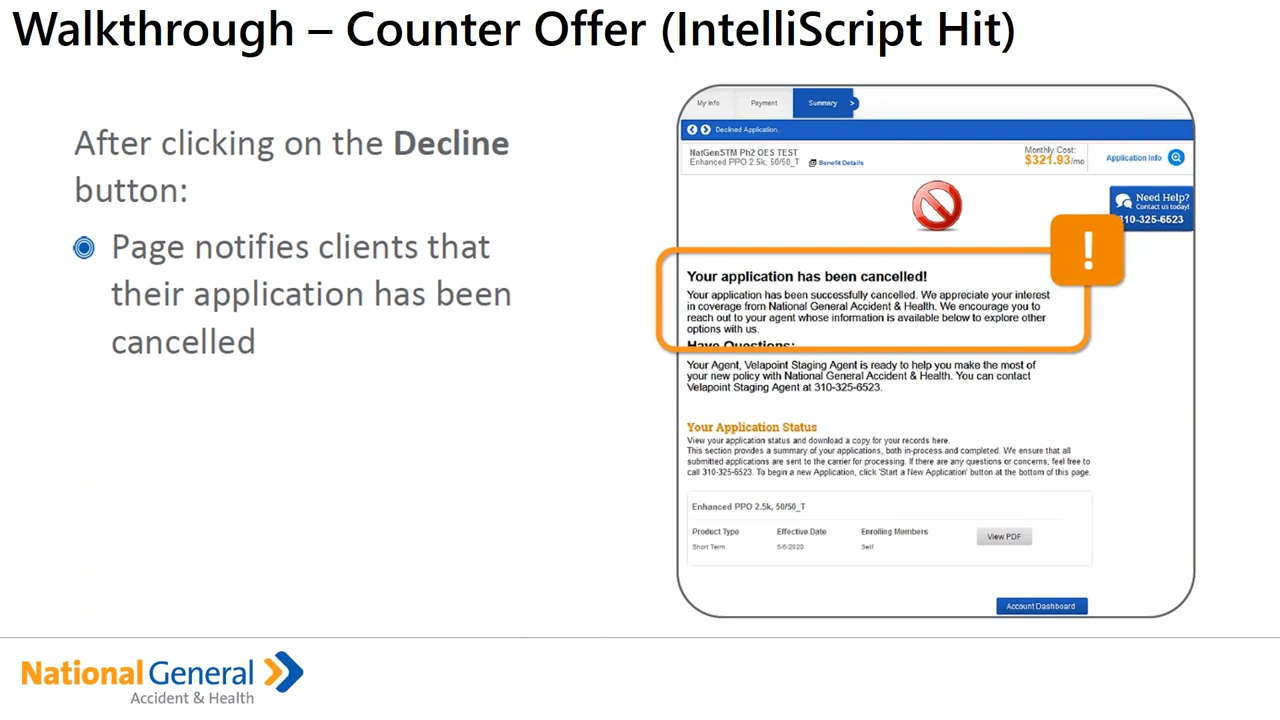 Walkthrough – Counter Offer (IntelliScript Hit)
After clicking on the Decline
button:
Page notifies clients that
their application has been
cancelled
My Info
Payment
Summary >
Declined Application
NatGenSTM Ph2 OES TEST
Enhanced PPO 2.5k, 50/50_T
Benefit Details
Monthly Cost:
$321.93/mo
Application Info
Need Help?
Contact us today!
310-325-6523
!
Your application has been cancelled!
Your application has been successfully cancelled. We appreciate your interest
in coverage from National General Accident & Health. We encourage you to
reach out to your agent whose information is available below to explore other
options with us.
Have Questions:
Your Agent, Velapoint Staging Agent is ready to help you make the most of
your new policy with National General Accident & Health. You can contact
Velapoint Staging Agent at 310-325-6523.
Your Application Status
View your application status and download a copy for your records here.
This section provides a summary of your applications, both in-process and completed. We ensure that all
submitted applications are sent to the carrier for processing. If there are any questions or concerns, feel free to
call 310-325-6523. To begin a new Application, click 'Start a New Application' button at the bottom of this page.
Enhanced PPO 2.5k, 50/50_T
Product Type
Effective Date
Enrolling Members
Short Term
5/6/2020
Self
View PDF
Account Dashboard
National General
Accident & Health